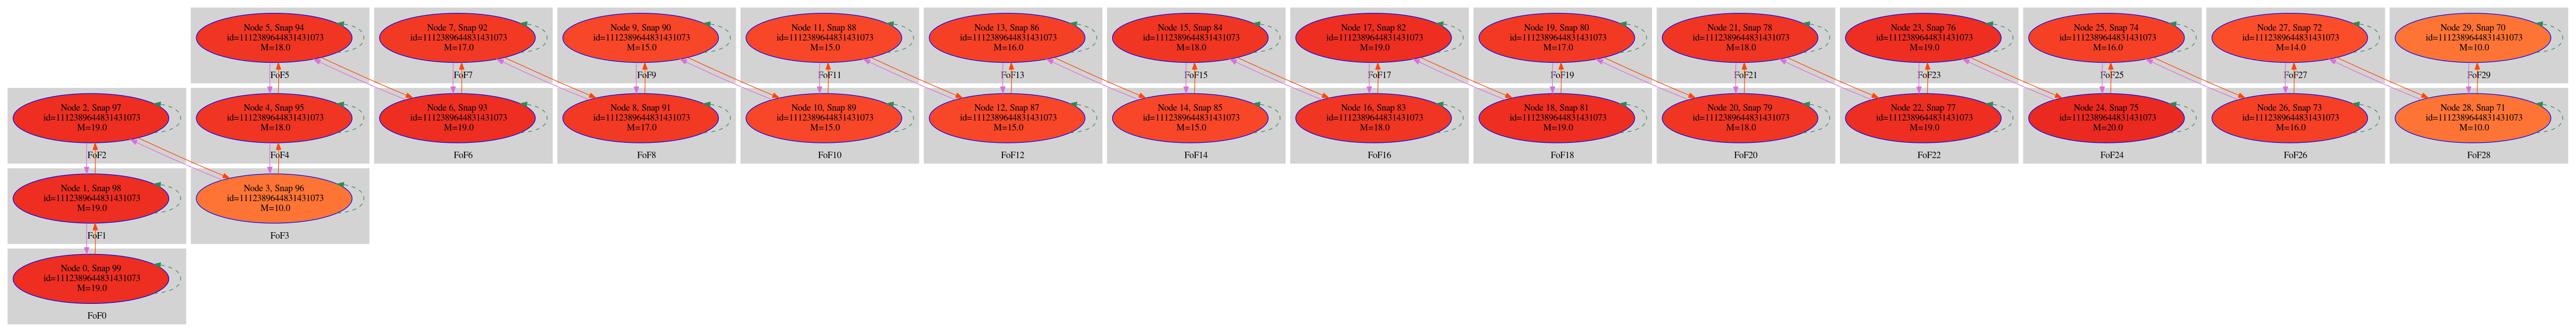 Node 5, Snap 94
id=1112389644831431073
M=18.0
FoF5
Node 7, Snap 92
id=1112389644831431073
M=17.0
FoF7
Node 9, Snap 90
id=1112389644831431073
M=15.0
FoF9
Node 11, Snap 88
id=1112389644831431073
M=15.0
FoF11
Node 13, Snap 86
id=1112389644831431073
M=16.0
FoF13
Node 15, Snap 84
id=1112389644831431073
M=18.0
FoF15
Node 17, Snap 82
id=1112389644831431073
M=19.0
FoF17
Node 19, Snap 80
id=1112389644831431073
M=17.0
FoF19
Node 21, Snap 78
id=1112389644831431073
M=18.0
FoF21
Node 23, Snap 76
id=1112389644831431073
M=19.0
FoF23
Node 25, Snap 74
id=1112389644831431073
M=16.0
FoF25
Node 27, Snap 72
id=1112389644831431073
M=14.0
FoF27
Node 29, Snap 70
id=1112389644831431073
M=10.0
FoF29
Node 2, Snap 97
id=1112389644831431073
M=19.0
FoF2
Node 4, Snap 95
id=1112389644831431073
M=18.0
FoF4
Node 6, Snap 93
id=1112389644831431073
M=19.0
FoF6
Node 8, Snap 91
id=1112389644831431073
M=17.0
FoF8
Node 10, Snap 89
id=1112389644831431073
M=15.0
FoF10
Node 12, Snap 87
id=1112389644831431073
M=15.0
FoF12
Node 14, Snap 85
id=1112389644831431073
M=15.0
FoF14
Node 16, Snap 83
id=1112389644831431073
M=18.0
FoF16
Node 18, Snap 81
id=1112389644831431073
M=19.0
FoF18
Node 20, Snap 79
id=1112389644831431073
M=18.0
FoF20
Node 22, Snap 77
id=1112389644831431073
M=19.0
FoF22
Node 24, Snap 75
id=1112389644831431073
M=20.0
FoF24
Node 26, Snap 73
id=1112389644831431073
M=16.0
FoF26
Node 28, Snap 71
id=1112389644831431073
M=10.0
FoF28
Node 1, Snap 98
id=1112389644831431073
M=19.0
FoF1
Node 3, Snap 96
id=1112389644831431073
M=10.0
FoF3
Node 0, Snap 99
id=1112389644831431073
M=19.0
FoF0